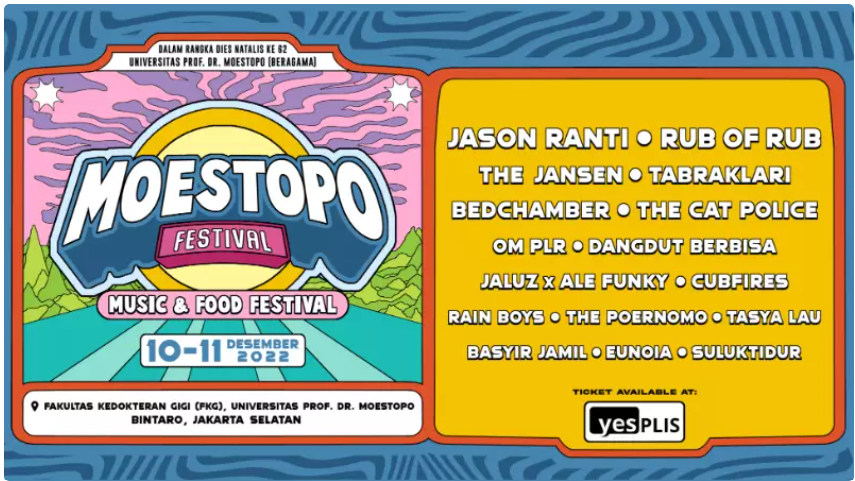 DALAM RANGKA DIES NATALIS KE 62
UNIVERSITAS PROF. DR. MOESTOPO (BERAGAMA)
MOESTOPO
FESTIVAL
MUSIC & FOOD FESTIVAL
10-11 DESEMBER 2022
FAKULTAS KEDOKTERAN GIGI (FKG), UNIVERSITAS PROF. DR. MOESTOPO
BINTARO, JAKARTA SELATAN
JASON RANTI • RUB OF RUB
THE JANSEN • TABRAKLARI
BEDCHAMBER • THE CAT POLICE
OM PLR • DANGDUT BERBISA
JALUZ x ALE FUNKY • CUBFIRES
RAIN BOYS • THE POERNOMO • TASYA LAU
BASYIR JAMIL • EUNOIA • SULUKTIDUR
TICKET AVAILABLE AT:
yesPLIS